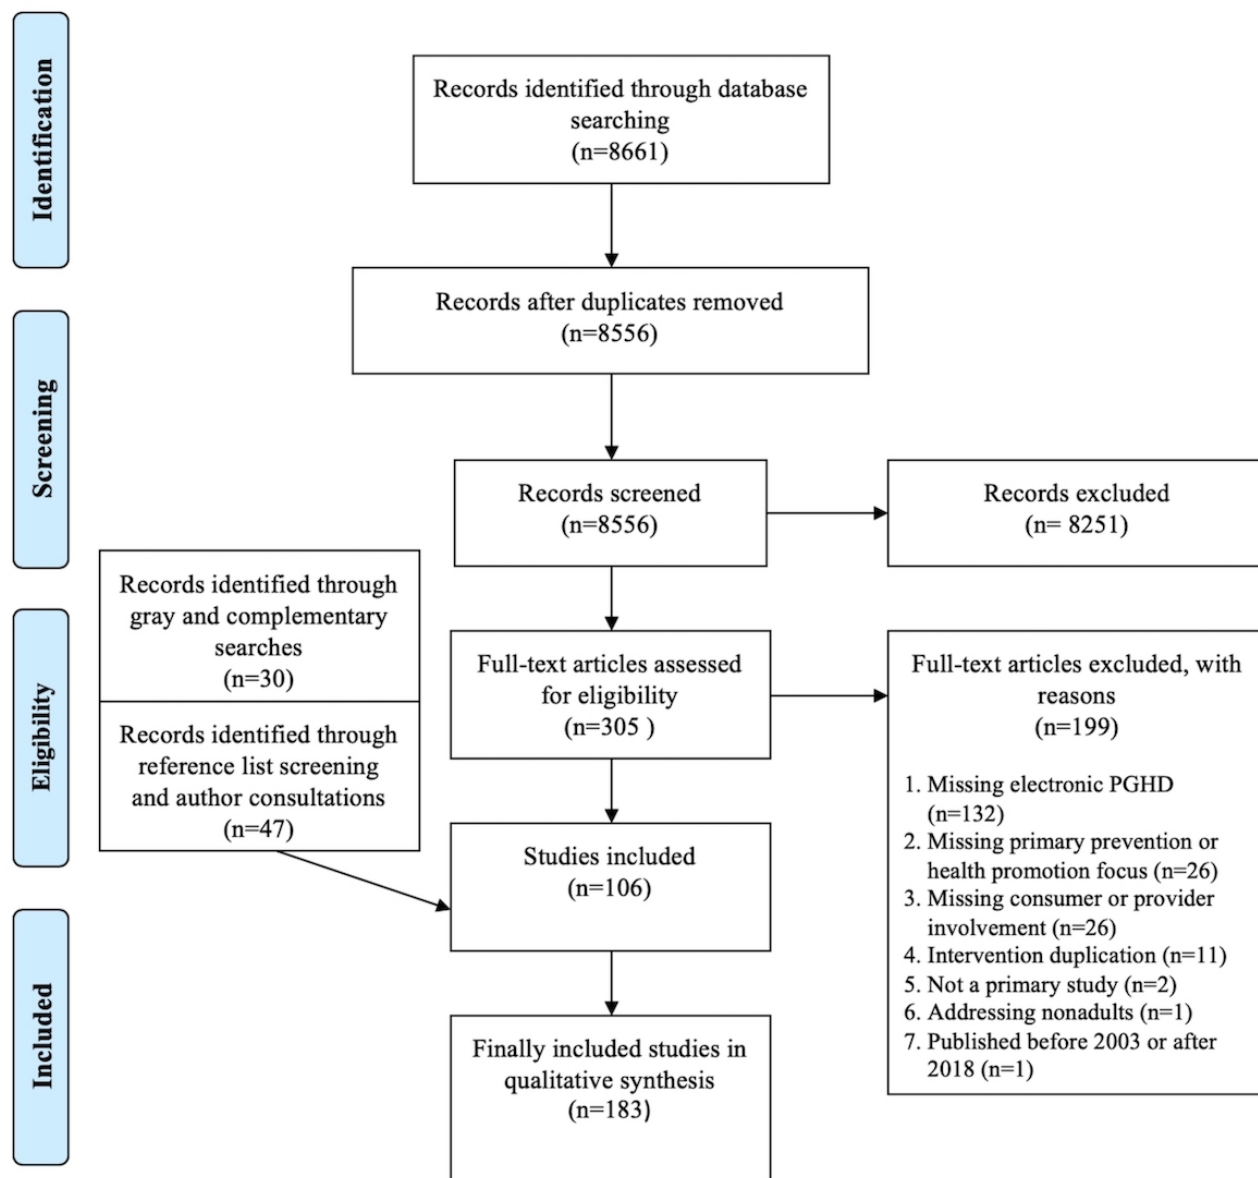 Identification
Records identified through database
searching
(n=8661)
Records after duplicates removed
(n=8556)
Screening
Records screened
(n=8556)
Records excluded
(n= 8251)
Records identified through
gray and complementary
searches
(n=30)
Records identified through
reference list screening
and author consultations
(n=47)
Eligibility
Full-text articles assessed
for eligibility
(n=305 )
Full-text articles excluded, with
reasons
(n=199)
1. Missing electronic PGHD
(n=132)
2. Missing primary prevention or
health promotion focus (n=26)
3. Missing consumer or provider
involvement (n=26)
4. Intervention duplication (n=11)
5. Not a primary study (n=2)
6. Addressing nonadults (n=1)
7. Published before 2003 or after
2018 (n=1)
Studies included
(n=106)
Included
Finally included studies in
qualitative synthesis
(n=183)